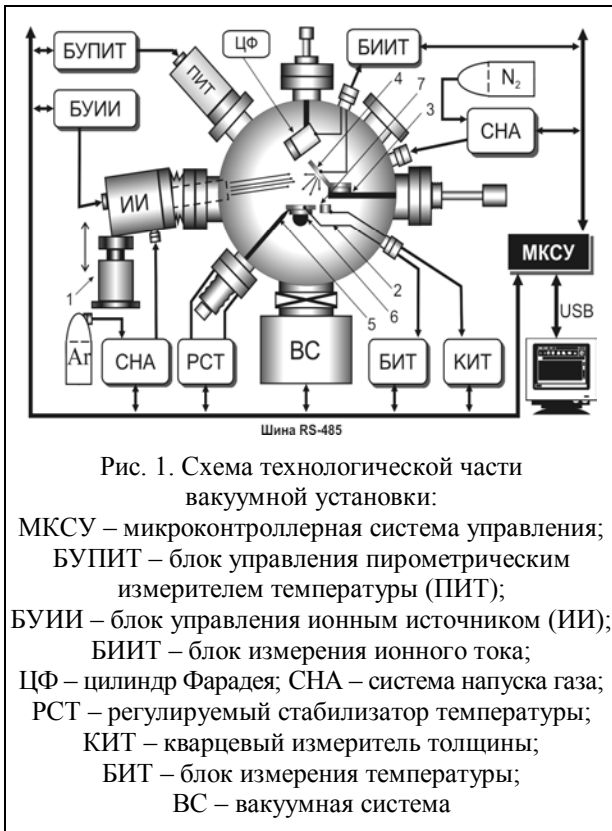 ЦФ
БИИТ
4
7
3
N2
БУПИТ
ПИТ
БУИИ
СНА
ИИ
МКСУ
1
USB
2
6
5
Ar
СНА
РСТ
ВС
БИТ
КИТ
Шина RS-485
Рис. 1. Схема технологической части
вакуумной установки:
МКСУ – микроконтроллерная система управления;
БУПИТ – блок управления пирометрическим
измерителем температуры (ПИТ);
БУИИ – блок управления ионным источником (ИИ);
БИИТ – блок измерения ионного тока;
ЦФ – цилиндр Фарадея; СНА – система напуска газа;
РСТ – регулируемый стабилизатор температуры;
КИТ – кварцевый измеритель толщины;
БИТ – блок измерения температуры;
ВС – вакуумная система